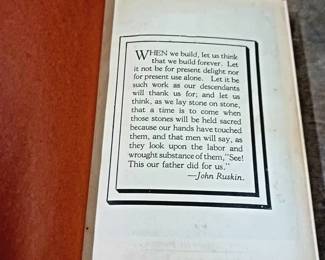 WHEN we build, let us think
that we build forever. Let
it not be for present delight nor
for present use alone. Let it be
such work as our descendants
will thank us for; and let us
think, as we lay stone on stone,
that a time is to come when
those stones will be held sacred
because our hands have touched
them, and that men will say, as
they look upon the labor and
wrought substance of them, "See!
This our father did for us."
—John Ruskin.